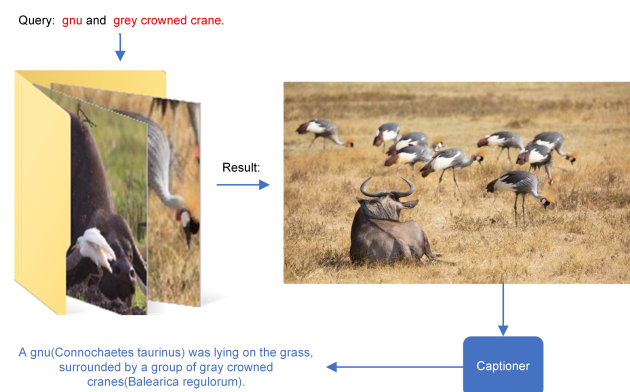 Query: gnu and grey crowned crane.
Result:
Captioner
A gnu(Connochaetes taurinus) was lying on the grass,
surrounded by a group of gray crowned
cranes(Balearica regulorum).